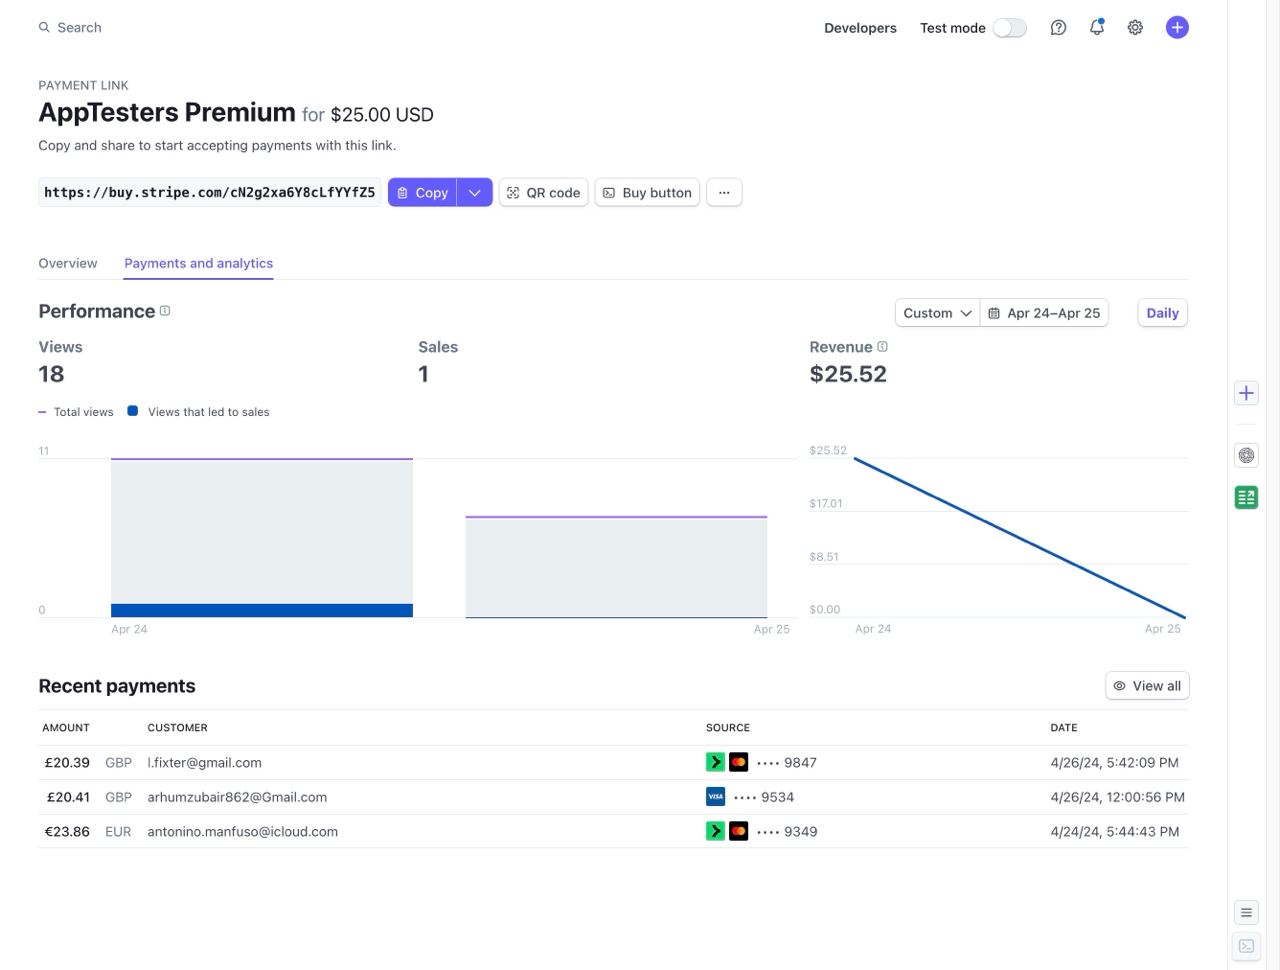 Search
Developers Test mode
PAYMENT LINK
AppTesters Premium for $25.00 USD
Copy and share to start accepting payments with this link.
https://buy.stripe.com/cN2g2xa6Y8cLfYYfZ5 Copy QR code Buy button ...
Overview Payments and analytics
Performance Custom Apr 24–Apr 25 Daily
Views Sales Revenue
18 1 $25.52
Total views Views that led to sales
11 $25.52
$17.01
$8.51
0 $0.00
Apr 24 Apr 25 Apr 24 Apr 25
Recent payments View all
AMOUNT CUSTOMER SOURCE DATE
£20.39 GBP l.fixter@gmail.com •••• 9847 4/26/24, 5:42:09 PM
£20.41 GBP arhumzubair862@Gmail.com VISA •••• 9534 4/26/24, 12:00:56 PM
€23.86 EUR antonino.manfuso@icloud.com •••• 9349 4/24/24, 5:44:43 PM